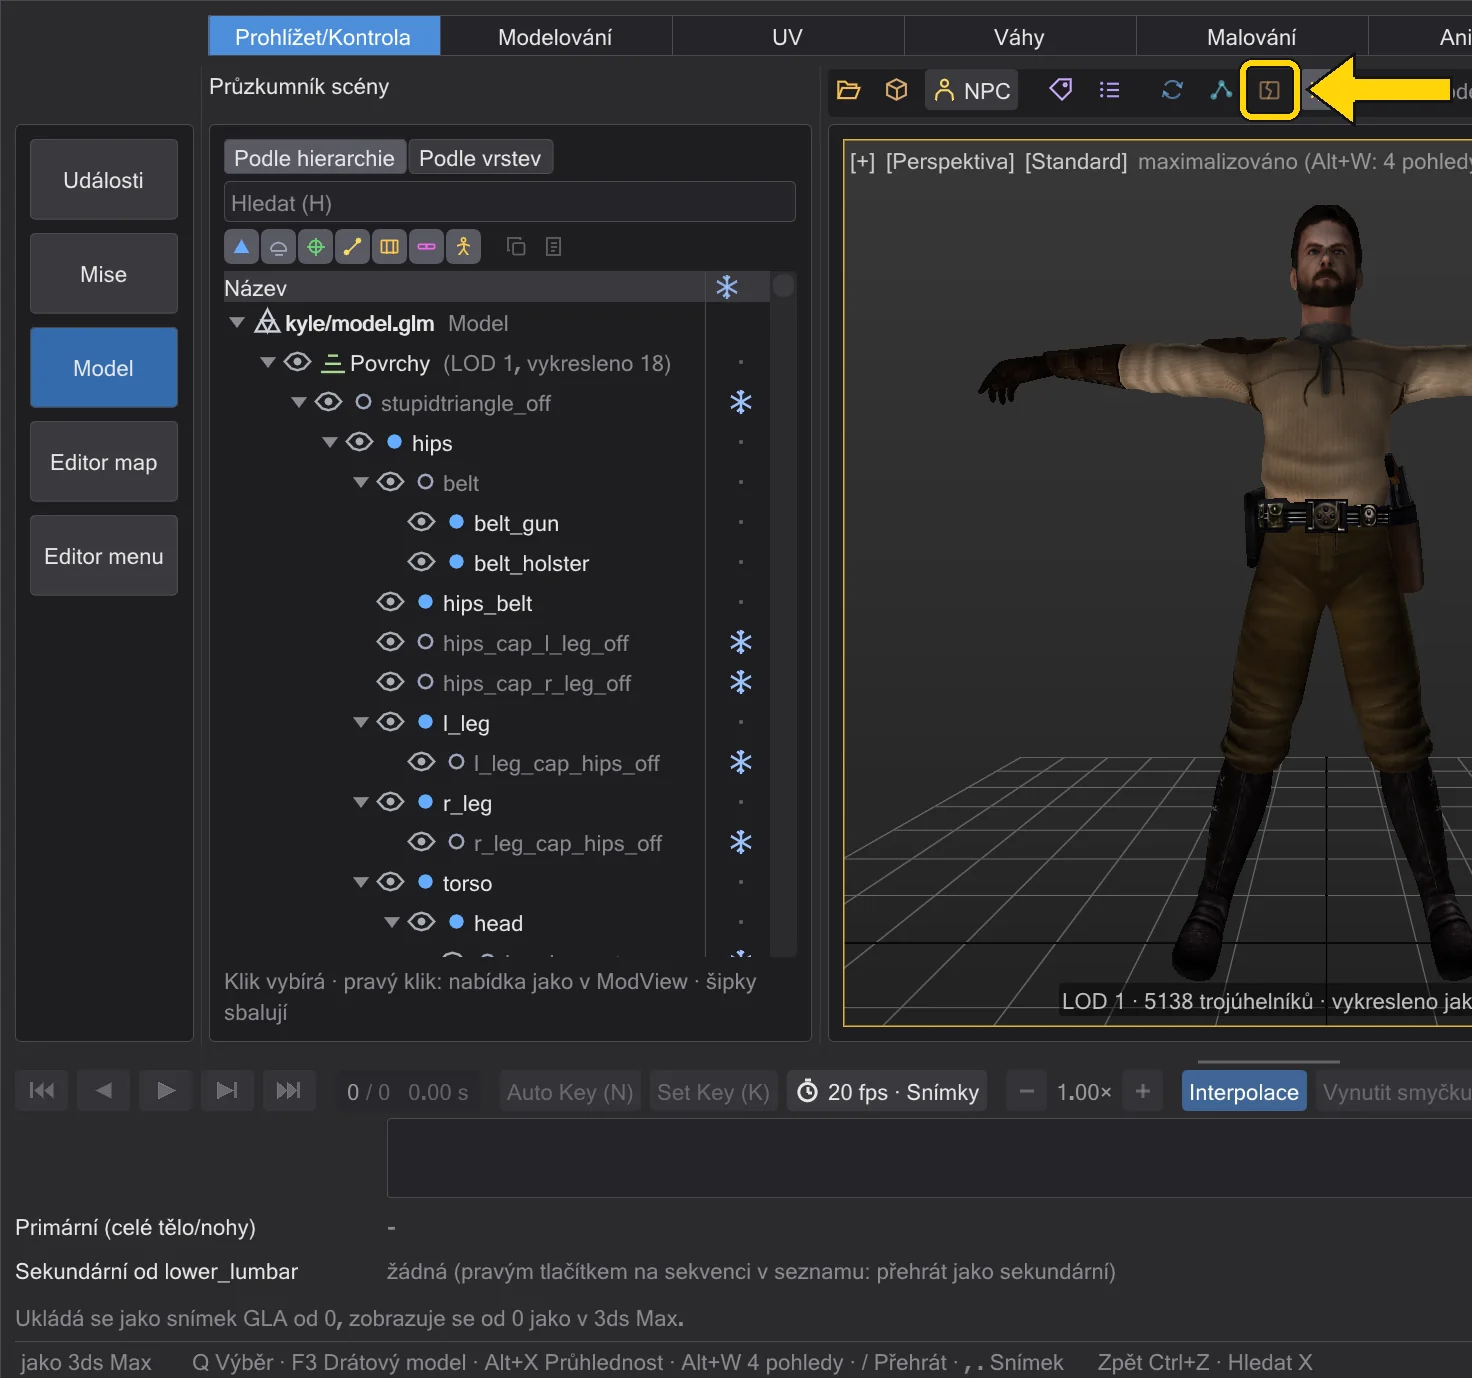 Prohlížet/Kontrola
Modelování
UV
Váhy
Malování
Průzkumník scény
NPC
Události
Mise
Model
Editor map
Editor menu
Podle hierarchie
Podle vrstev
Hledat (H)
Název
kyle/model.glm Model
Povrchy (LOD 1, vykresleno 18)
stupidtriangle_off
hips
belt
belt_gun
belt_holster
hips_belt
hips_cap_l_leg_off
hips_cap_r_leg_off
l_leg
l_leg_cap_hips_off
r_leg
r_leg_cap_hips_off
torso
head
Klik vybírá · pravý klik: nabídka jako v ModView · šipky
sbalují
[+] [Perspektiva] [Standard] maximalizováno (Alt+W: 4 pohledy
LOD 1 · 5138 trojúhelníků · vykresleno jak
0 / 0 0.00 s
Auto Key (N)
Set Key (K)
20 fps · Snímky
− 1.00× +
Interpolace
Vynutit smyčku
Primární (celé tělo/nohy) -
Sekundární od lower_lumbar žádná (pravým tlačítkem na sekvenci v seznamu: přehrát jako sekundární)
Ukládá se jako snímek GLA od 0, zobrazuje se od 0 jako v 3ds Max.
jako 3ds Max Q Výběr · F3 Drátový model · Alt+X Průhlednost · Alt+W 4 pohledy · / Přehrát · , . Snímek Zpět Ctrl+Z · Hledat X